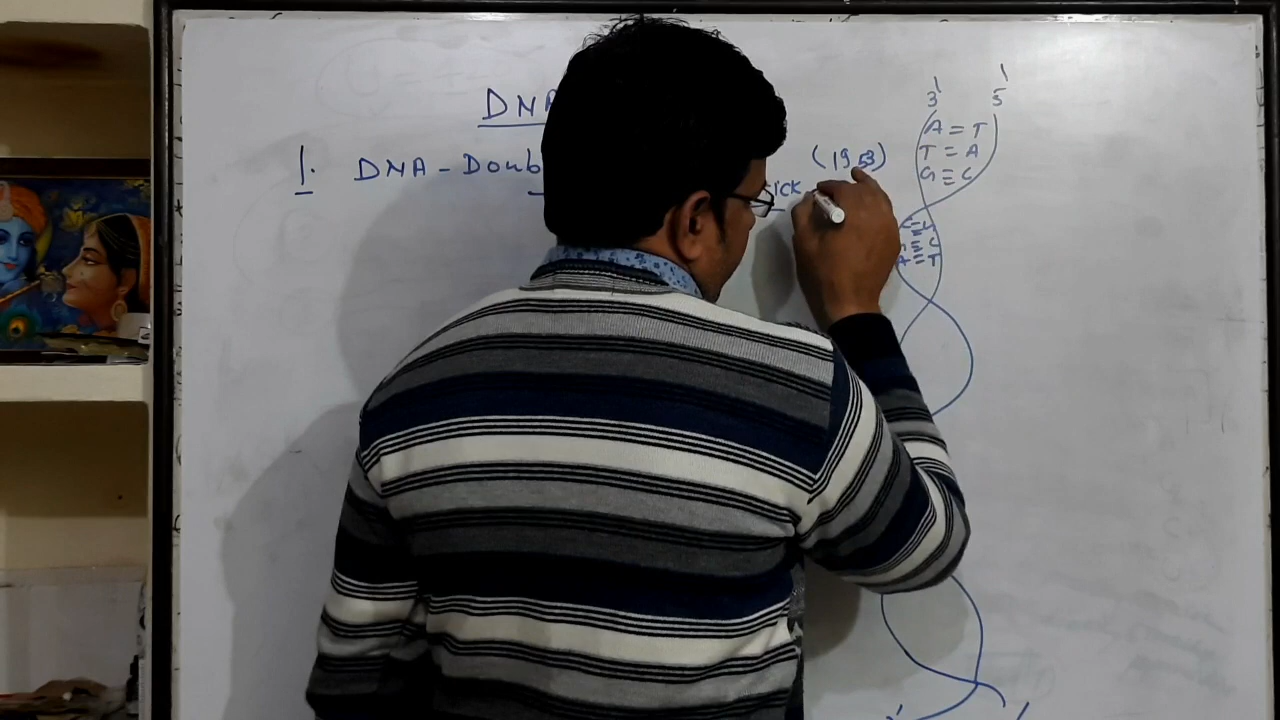 DNA
1. DNA - Doub
(1953)
ick
3' 5'
A = T
T = A
G ≡ C